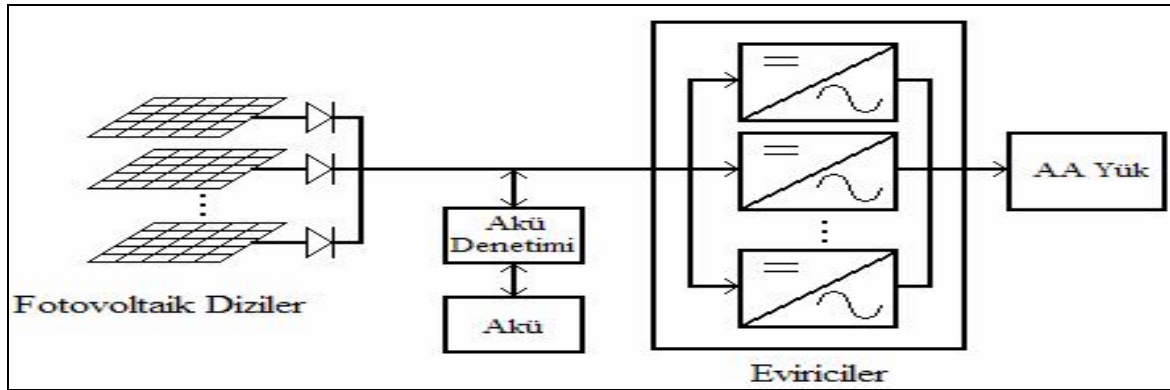 Fotovoltaik Diziler
Akü
Denetimi
Akü
Eviriciler
AA Yük